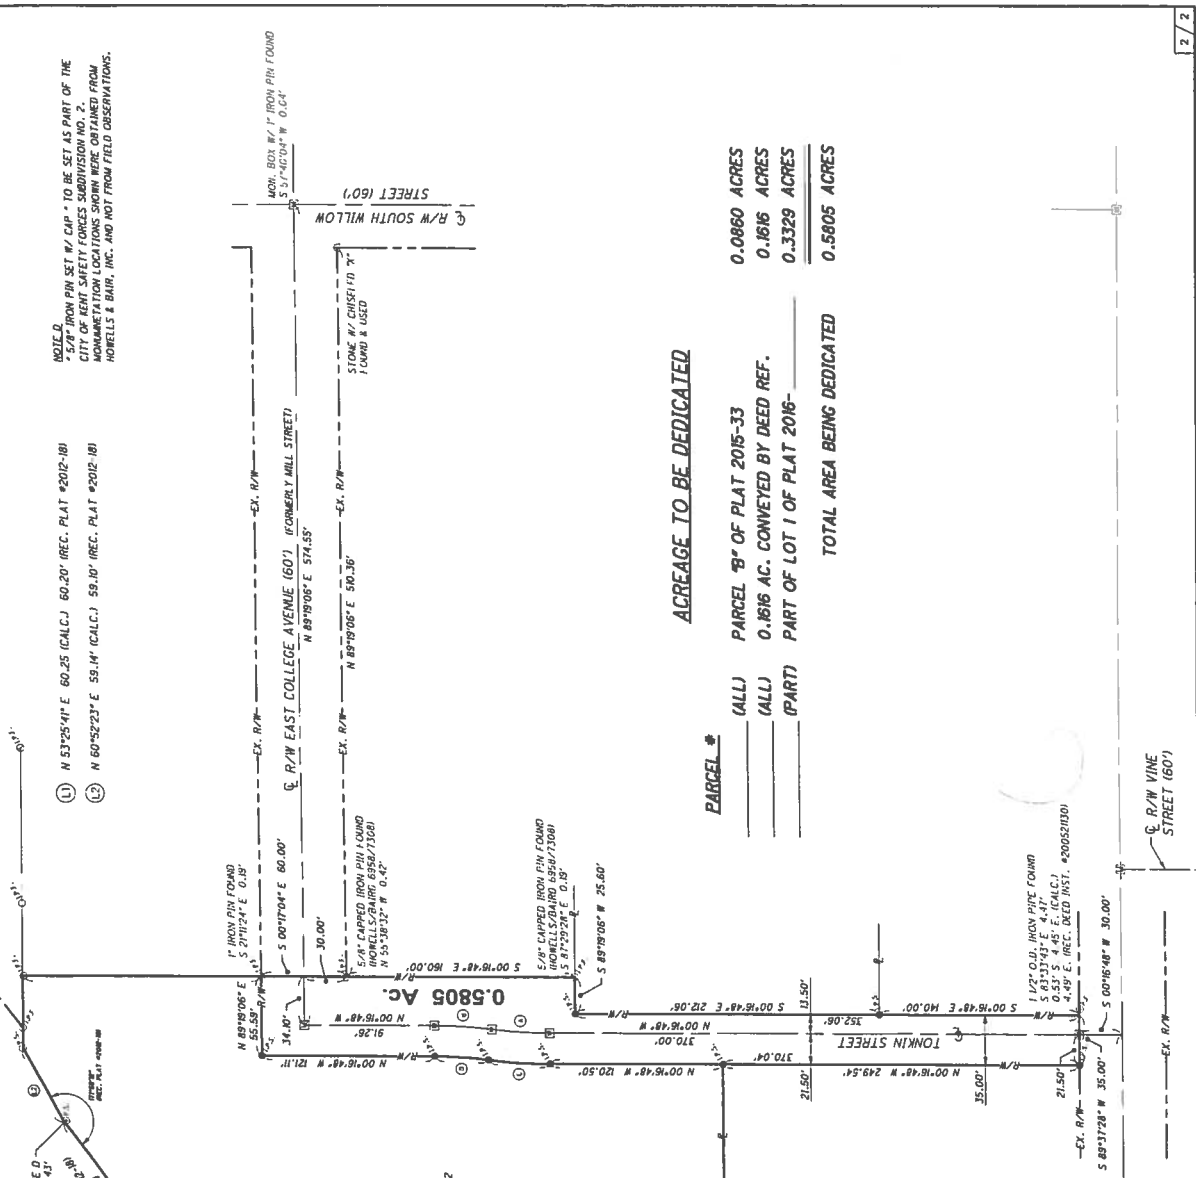 NOTE D
" 5/8" IRON PIN SET W/ CAP " TO BE SET AS PART OF THE
CITY OF KENT SAFETY FORCES SUBDIVISION NO. 2.
MONUMNETATION LOCATIONS SHOWN WERE OBTAINED FROM
HOWELLS & BAIR, INC. AND NOT FROM FIELD OBSERVATIONS.
L1 N 53°25'41" E 60.25 (CALC.) 60.20' (REC. PLAT #2012-18)
L2 N 60°52'23" E 59.14' (CALC.) 59.10' (REC. PLAT #2012-18)
MON. BOX W/ 1" IRON PIN FOUND
0.04'
℄ R/W SOUTH WILLOW
STREET (60')
STONE W/ CHISELED "X"
FOUND & USED
EX. R/W
EX. R/W
℄ R/W EAST COLLEGE AVENUE (60') (FORMERLY MILL STREET)
N 89°19'06" E 574.55'
N 89°19'06" E 510.36'
EX. R/W
EX. R/W
1" IRON PIN FOUND
S 21°11'24" E 0.19'
S 00°17'04" E 60.00'
30.00'
5/8" CAPPED IRON PIN FOUND
(HOWELLS/BAIRD 6958/7308)
N 55°38'32" W 0.42'
5/8" CAPPED IRON PIN FOUND
(HOWELLS/BAIRD 6958/7308)
S 87°29'28" E 0.19'
S 89°19'06" W 25.60'
N 89°19'06" E
55.59'
R/W
34.10'
S 00°16'48" E 160.00'
R/W
0.5805 Ac.
N 00°16'48" W
91.26'
N 00°16'48" W 121.11'
R/W
S 00°16'48" E 212.06'
R/W
13.50'
352.06'
S 00°16'48" E 140.00'
R/W
N 00°16'48" W
370.00'
TONKIN STREET
℄
N 00°16'48" W 120.50'
R/W
370.04'
21.50'
N 00°16'48" W 249.54'
R/W
35.00'
21.50'
1 1/2" O.D. IRON PIPE FOUND
S 83°33'43" E 4.47'
0.53' S 4.45' E. (CALC.)
4.49' E. (REC. DEED INST. #200521130)
S 00°16'48" W 30.00'
S 89°37'28" W 35.00'
EX. R/W
EX. R/W
℄ R/W VINE
STREET (60')
ACREAGE TO BE DEDICATED
PARCEL #
(ALL) PARCEL "B" OF PLAT 2015-33 0.0860 ACRES
(ALL) 0.1616 AC. CONVEYED BY DEED REF. 0.1616 ACRES
(PART) PART OF LOT 1 OF PLAT 2016- 0.3329 ACRES
TOTAL AREA BEING DEDICATED 0.5805 ACRES
2 / 2